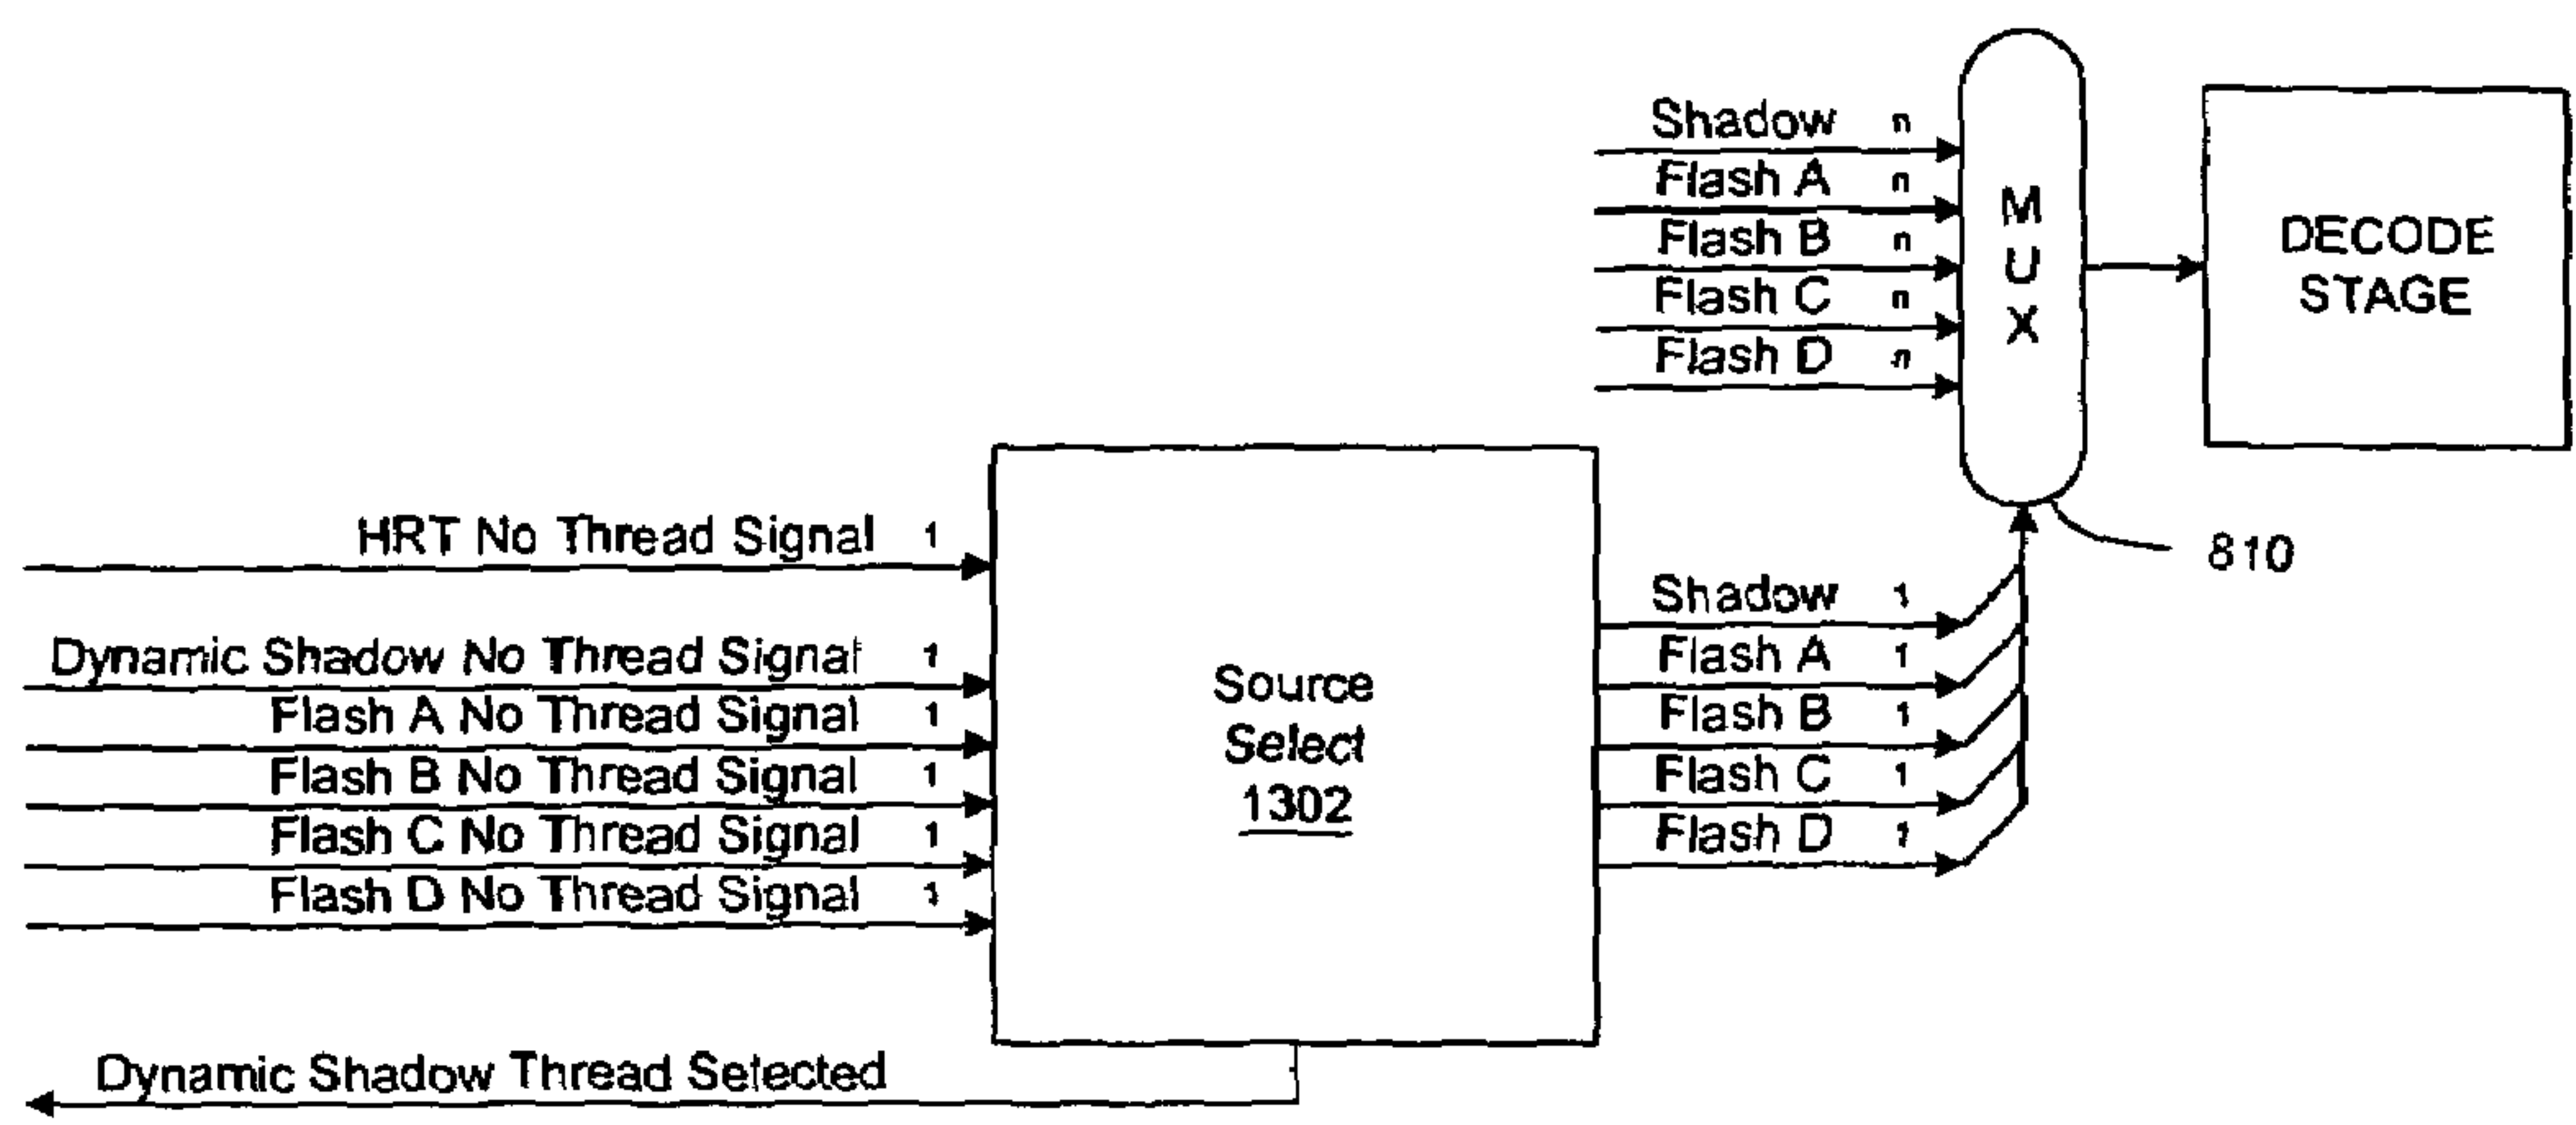 Shadow n
Flash A n
Flash B n
Flash C n
Flash D n
M
U
X
DECODE
STAGE
810
HRT No Thread Signal 1
Dynamic Shadow No Thread Signal 1
Flash A No Thread Signal 1
Flash B No Thread Signal 1
Flash C No Thread Signal 1
Flash D No Thread Signal 1
Source
Select
1302
Shadow 1
Flash A 1
Flash B 1
Flash C 1
Flash D 1
Dynamic Shadow Thread Selected